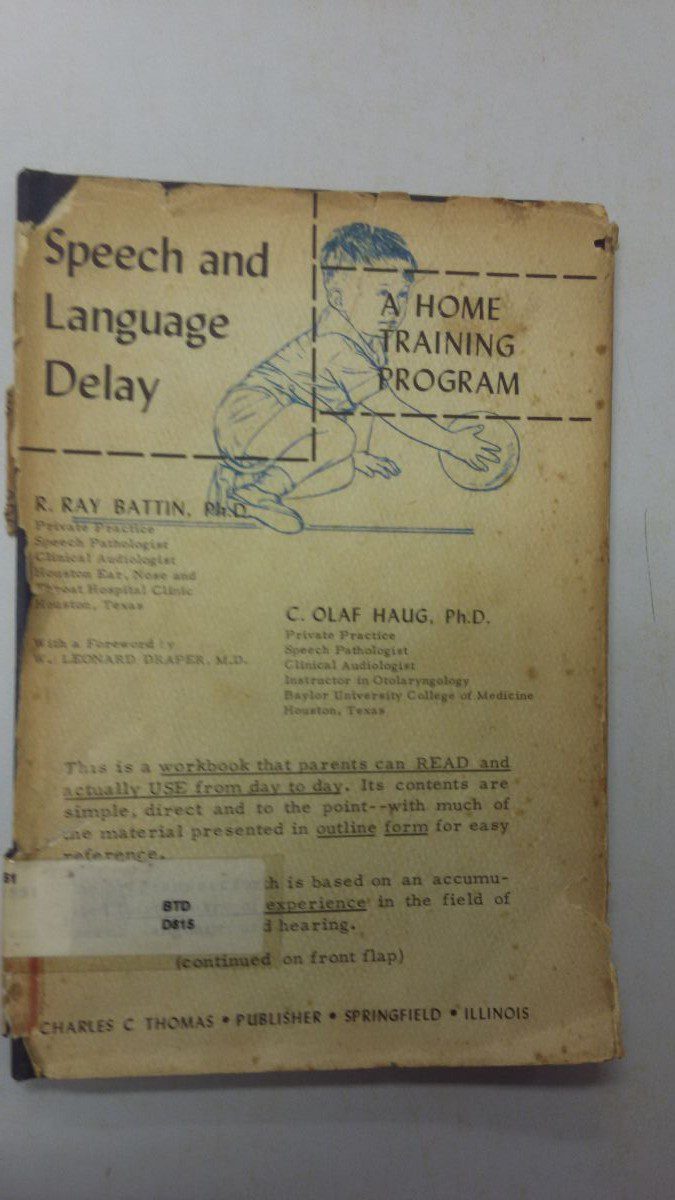 Speech and
Language
Delay
A HOME
TRAINING
PROGRAM
R. RAY BATTIN, Ph.D.
Private Practice
Speech Pathologist
Clinical Audiologist
Houston Ear, Nose and
Throat Hospital Clinic
Houston, Texas
With a Foreword by
W. LEONARD DRAPER, M.D.
C. OLAF HAUG, Ph.D.
Private Practice
Speech Pathologist
Clinical Audiologist
Instructor in Otolaryngology
Baylor University College of Medicine
Houston, Texas
This is a workbook that parents can READ and
actually USE from day to day. Its contents are
simple, direct and to the point--with much of
the material presented in outline form for easy
reference.
is based on an accumu-
experience in the field of
hearing.
(continued on front flap)
BTD
D815
CHARLES C THOMAS • PUBLISHER • SPRINGFIELD • ILLINOIS